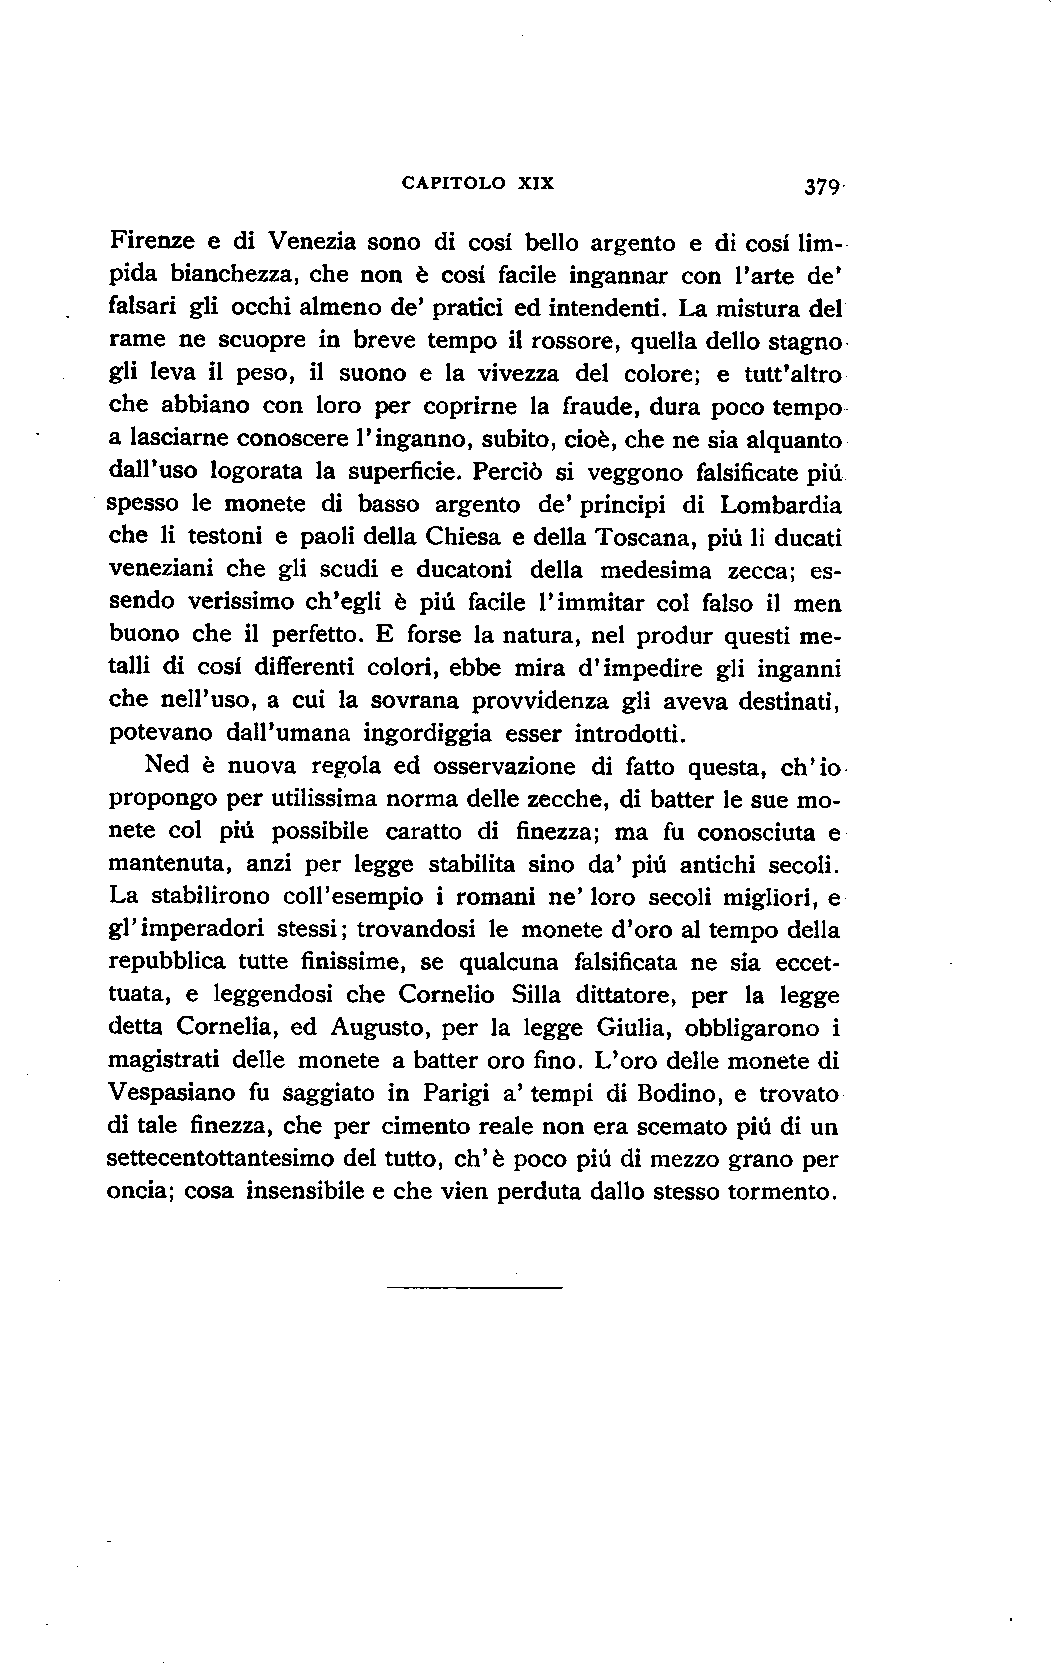 CAPITOLO XIX 379
Firenze e di Venezia sono di cosí bello argento e di cosí lim-
pida bianchezza, che non è cosí facile ingannar con l'arte de'
falsari gli occhi almeno de' pratici ed intendenti. La mistura del
rame ne scuopre in breve tempo il rossore, quella dello stagno
gli leva il peso, il suono e la vivezza del colore; e tutt'altro
che abbiano con loro per coprirne la fraude, dura poco tempo
a lasciarne conoscere l'inganno, subito, cioè, che ne sia alquanto
dall'uso logorata la superficie. Perciò si veggono falsificate piú
spesso le monete di basso argento de' principi di Lombardia
che li testoni e paoli della Chiesa e della Toscana, piú li ducati
veneziani che gli scudi e ducatoni della medesima zecca; es-
sendo verissimo ch'egli è piú facile l'immitar col falso il men
buono che il perfetto. E forse la natura, nel produr questi me-
talli di cosí differenti colori, ebbe mira d'impedire gli inganni
che nell'uso, a cui la sovrana provvidenza gli aveva destinati,
potevano dall'umana ingordiggia esser introdotti.
Ned è nuova regola ed osservazione di fatto questa, ch'io
propongo per utilissima norma delle zecche, di batter le sue mo-
nete col piú possibile caratto di finezza; ma fu conosciuta e
mantenuta, anzi per legge stabilita sino da' piú antichi secoli.
La stabilirono coll'esempio i romani ne' loro secoli migliori, e
gl'imperadori stessi; trovandosi le monete d'oro al tempo della
repubblica tutte finissime, se qualcuna falsificata ne sia eccet-
tuata, e leggendosi che Cornelio Silla dittatore, per la legge
detta Cornelia, ed Augusto, per la legge Giulia, obbligarono i
magistrati delle monete a batter oro fino. L'oro delle monete di
Vespasiano fu saggiato in Parigi a' tempi di Bodino, e trovato
di tale finezza, che per cimento reale non era scemato piú di un
settecentottantesimo del tutto, ch'è poco piú di mezzo grano per
oncia; cosa insensibile e che vien perduta dallo stesso tormento.